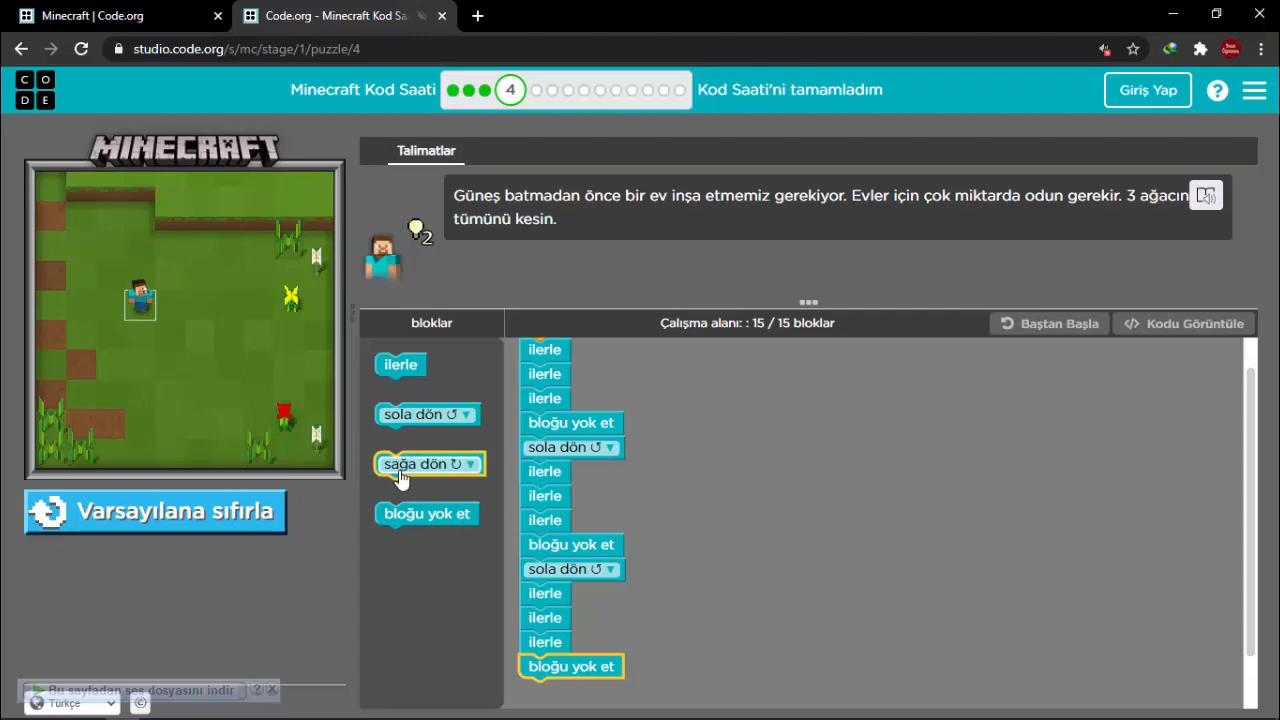 Minecraft | Code.org
Code.org - Minecraft Kod Sa
studio.code.org/s/mc/stage/1/puzzle/4
CODE
Minecraft Kod Saati
4
Kod Saati'ni tamamladım
Giriş Yap
?
MINECRAFT
Talimatlar
Güneş batmadan önce bir ev inşa etmemiz gerekiyor. Evler için çok miktarda odun gerekir. 3 ağacın
tümünü kesin.
2
bloklar
Çalışma alanı: : 15 / 15 bloklar
Baştan Başla
</> Kodu Görüntüle
ilerle
sola dön ↺
sağa dön ↻
bloğu yok et
ilerle
ilerle
ilerle
bloğu yok et
sola dön ↺
ilerle
ilerle
ilerle
bloğu yok et
sola dön ↺
ilerle
ilerle
ilerle
bloğu yok et
Varsayılana sıfırla
Bu sayfadan ses dosyasını indir
? X
Türkçe
©